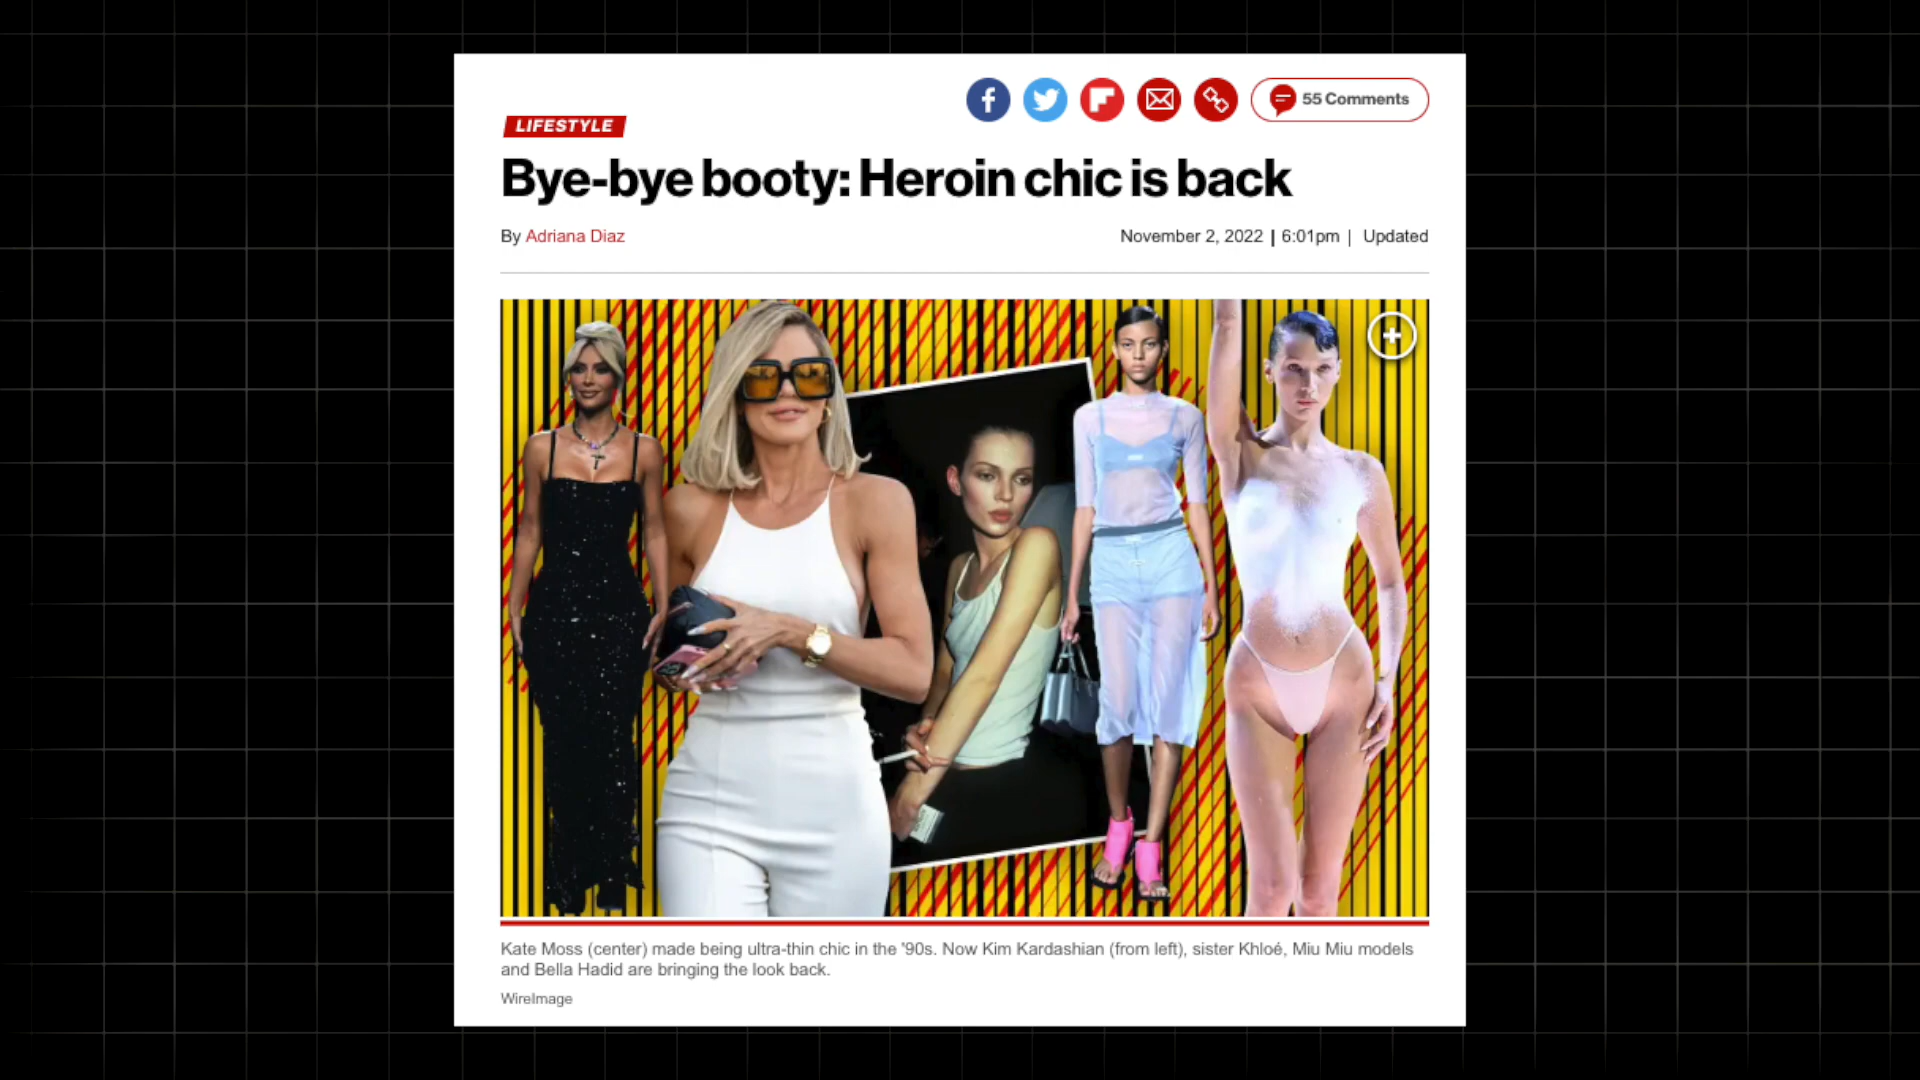 55 Comments
LIFESTYLE
Bye-bye booty: Heroin chic is back
By Adriana Diaz
November 2, 2022 | 6:01pm | Updated
Kate Moss (center) made being ultra-thin chic in the '90s. Now Kim Kardashian (from left), sister Khloé, Miu Miu models
and Bella Hadid are bringing the look back.
WireImage